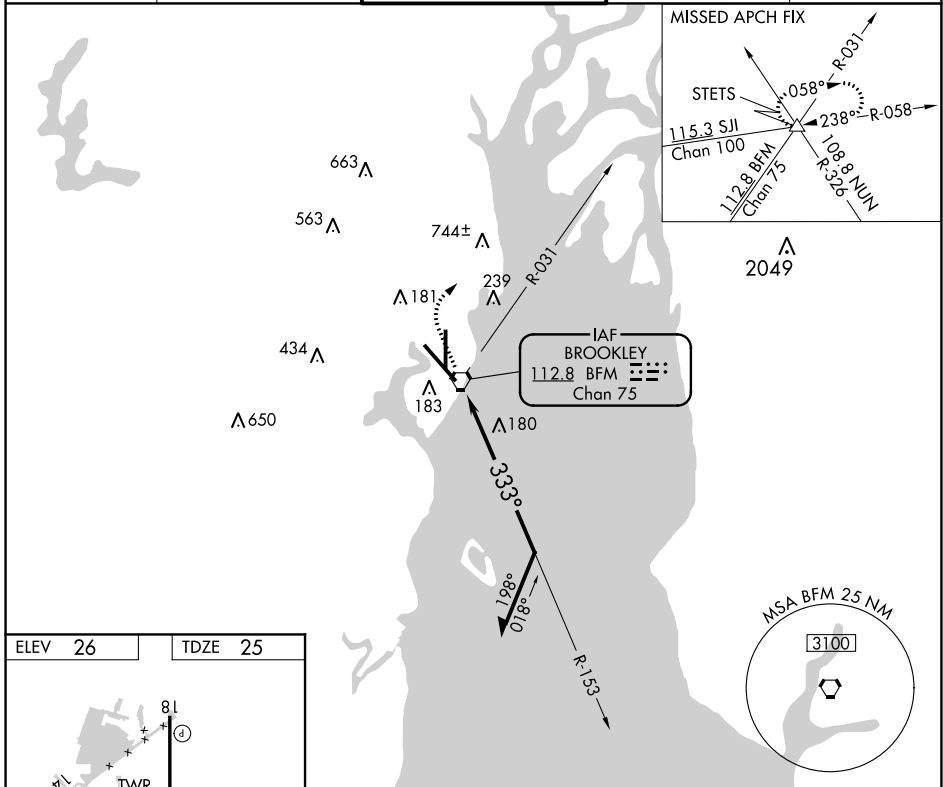 MISSED APCH FIX
R-031
058°
STETS
238°
R-058
115.3 SJI
Chan 100
112.8 BFM
Chan 75
108.8 NUN
R-326
2049
663
563
744±
R-031
181
239
434
IAF
BROOKLEY
112.8 BFM
Chan 75
183
650
180
333°
198°
018°
R-153
MSA BFM 25 NM
3100
ELEV 26
TDZE 25
18
P
14
TWR